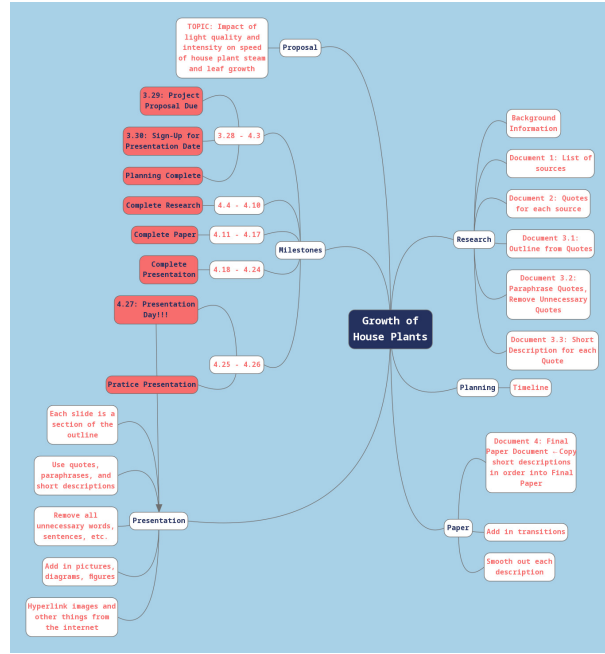 TOPIC: Impact of
light quality and
intensity on speed
of house plant steam
and leaf growth
Proposal
3.29: Project
Proposal Due
3.30: Sign-Up for
Presentation Date
Planning Complete
3.28 - 4.3
Complete Research
4.4 - 4.10
Complete Paper
4.11 - 4.17
Complete
Presentaiton
4.18 - 4.24
4.27: Presentation
Day!!!
Pratice Presentation
4.25 - 4.26
Milestones
Growth of
House Plants
Background
Information
Document 1: List of
sources
Document 2: Quotes
for each source
Document 3.1:
Outline from Quotes
Document 3.2:
Paraphrase Quotes,
Remove Unnecessary
Quotes
Document 3.3: Short
Description for each
Quote
Research
Planning
Timeline
Document 4: Final
Paper Document ← Copy
short descriptions
in order into Final
Paper
Paper
Add in transitions
Smooth out each
description
Each slide is a
section of the
outline
Use quotes,
paraphrases, and
short descriptions
Remove all
unnecessary words,
sentences, etc.
Presentation
Add in pictures,
diagrams, figures
Hyperlink images and
other things from
the internet